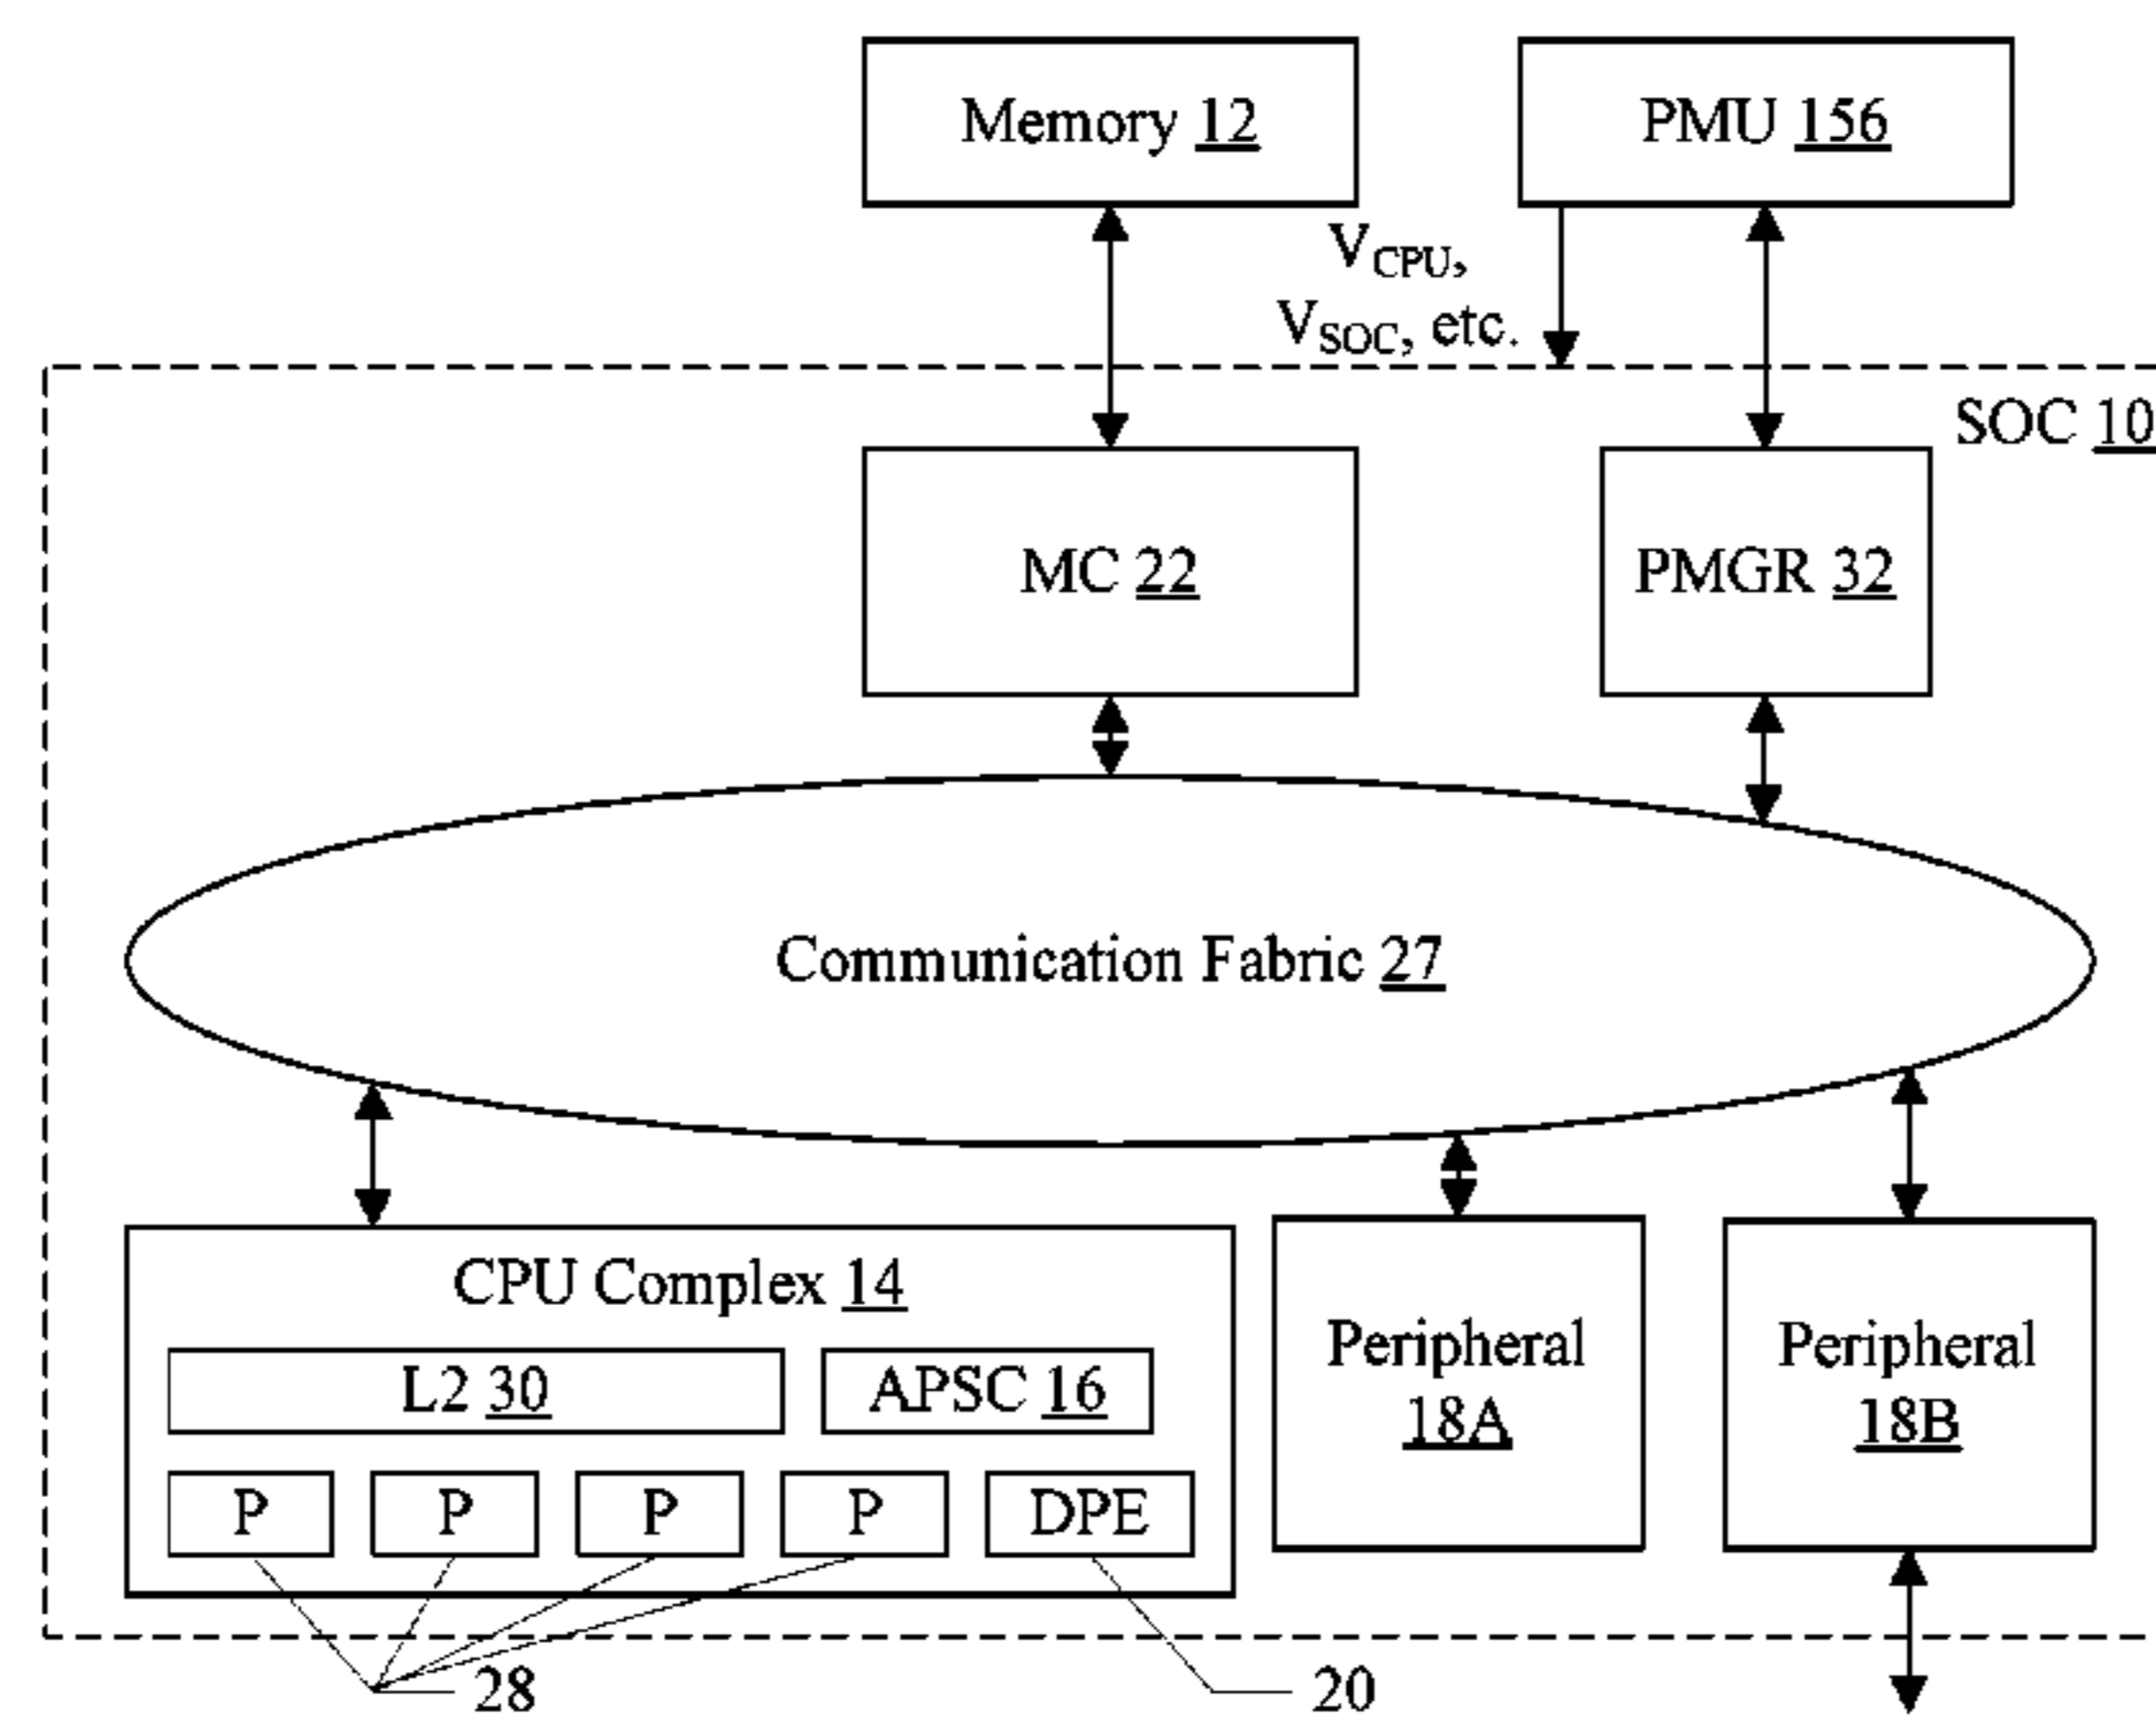 Memory 12
PMU 156
VCPU,
VSOC, etc.
SOC 10
MC 22
PMGR 32
Communication Fabric 27
CPU Complex 14
L2 30
APSC 16
P
P
P
P
DPE
Peripheral
18A
Peripheral
18B
28
20